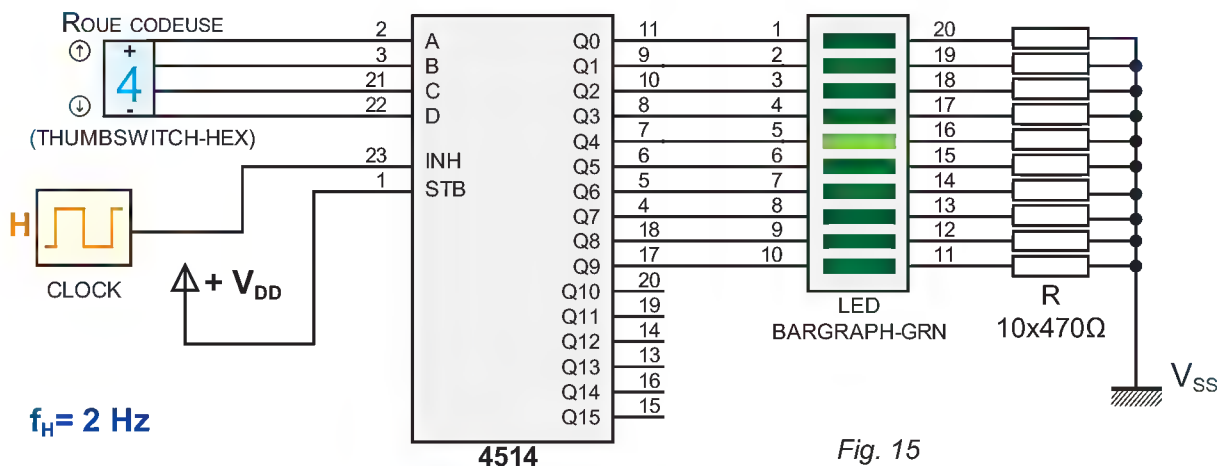 ROUE CODEUSE
+
4
-
(THUMBSWITCH-HEX)
H
CLOCK
+ VDD
fH= 2 Hz
2 A
3 B
21 C
22 D
23 INH
1 STB
Q0 11 1 20
Q1 9 2 19
Q2 10 3 18
Q3 8 4 17
Q4 7 5 16
Q5 6 6 15
Q6 5 7 14
Q7 4 8 13
Q8 18 9 12
Q9 17 10 11
Q10 20
Q11 19
Q12 14
Q13 13
Q14 16
Q15 15
4514
LED
BARGRAPH-GRN
R
10x470Ω
VSS
Fig. 15